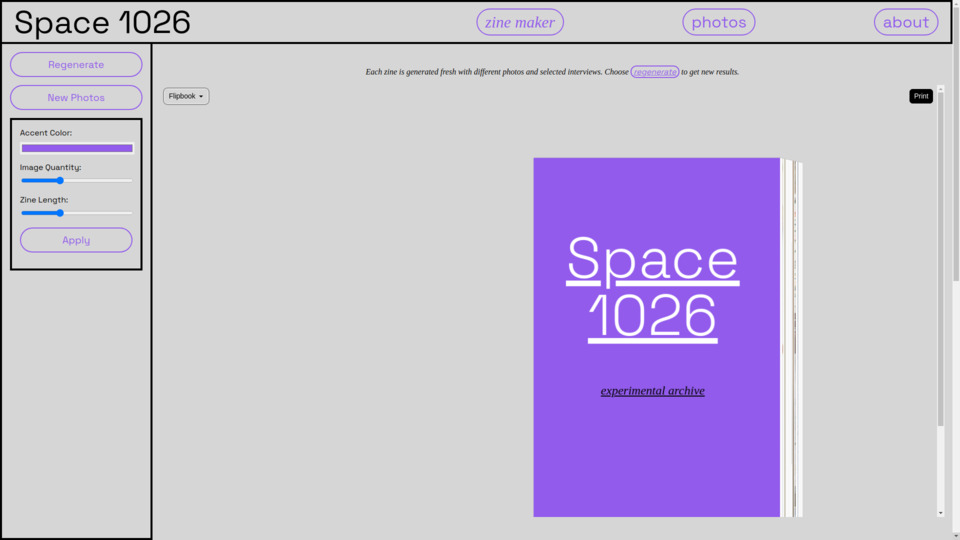 Space 1026
zine maker
photos
about
Regenerate
New Photos
Accent Color:
Image Quantity:
Zine Length:
Apply
Each zine is generated fresh with different photos and selected interviews. Choose regenerate to get new results.
Flipbook
Print
Space
1026
experimental archive